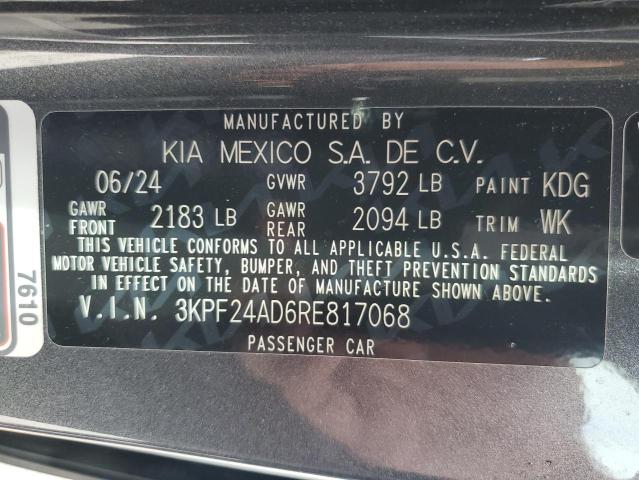 MANUFACTURED BY
KIA MEXICO S.A. DE C.V.
06/24 GVWR 3792 LB PAINT KDG
GAWR FRONT 2183 LB GAWR REAR 2094 LB TRIM WK
THIS VEHICLE CONFORMS TO ALL APPLICABLE U.S.A. FEDERAL
MOTOR VEHICLE SAFETY, BUMPER, AND THEFT PREVENTION STANDARDS
IN EFFECT ON THE DATE OF MANUFACTURE SHOWN ABOVE.
V.I.N. 3KPF24AD6RE817068
PASSENGER CAR
7610